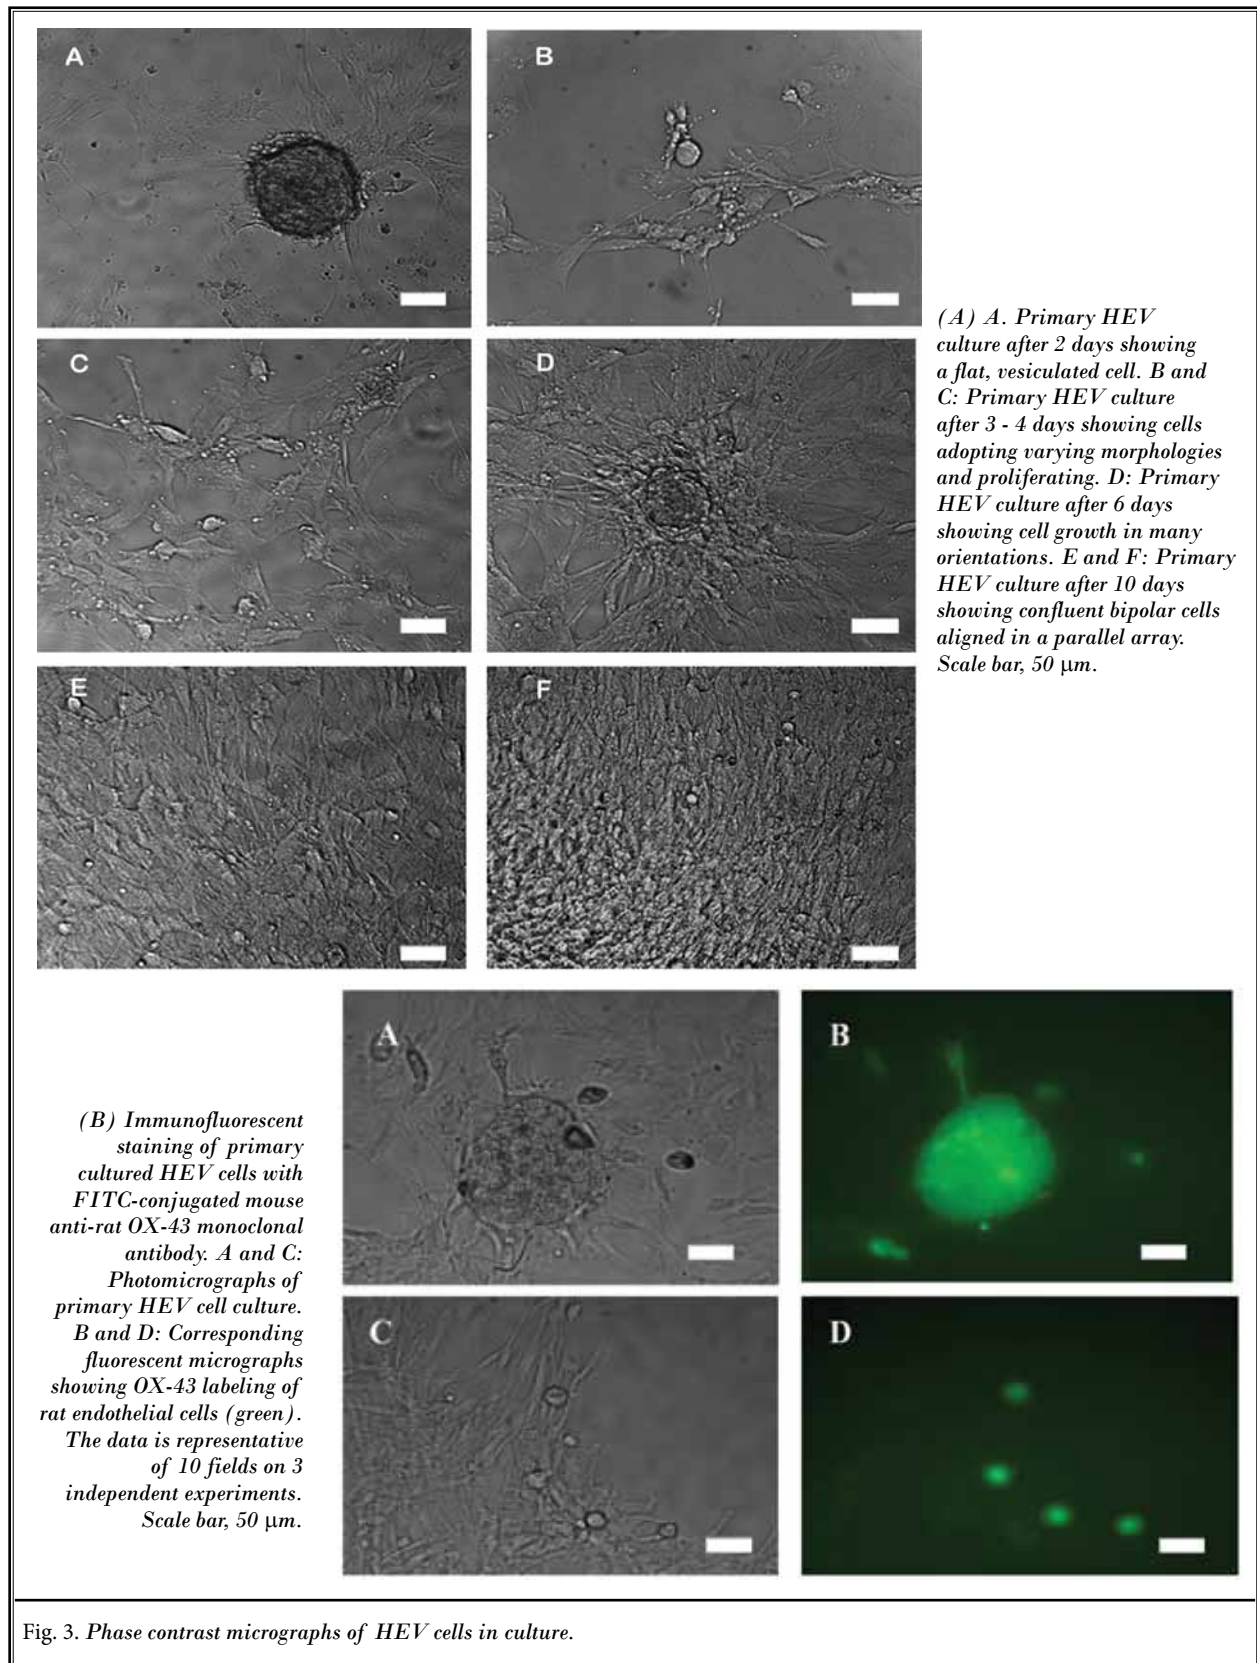 A
B
C
D
E
F
(A) A. Primary HEV
culture after 2 days showing
a flat, vesiculated cell. B and
C: Primary HEV culture
after 3 - 4 days showing cells
adopting varying morphologies
and proliferating. D: Primary
HEV culture after 6 days
showing cell growth in many
orientations. E and F: Primary
HEV culture after 10 days
showing confluent bipolar cells
aligned in a parallel array.
Scale bar, 50 μm.
A
B
C
D
(B) Immunofluorescent
staining of primary
cultured HEV cells with
FITC-conjugated mouse
anti-rat OX-43 monoclonal
antibody. A and C:
Photomicrographs of
primary HEV cell culture.
B and D: Corresponding
fluorescent micrographs
showing OX-43 labeling of
rat endothelial cells (green).
The data is representative
of 10 fields on 3
independent experiments.
Scale bar, 50 μm.
Fig. 3. Phase contrast micrographs of HEV cells in culture.